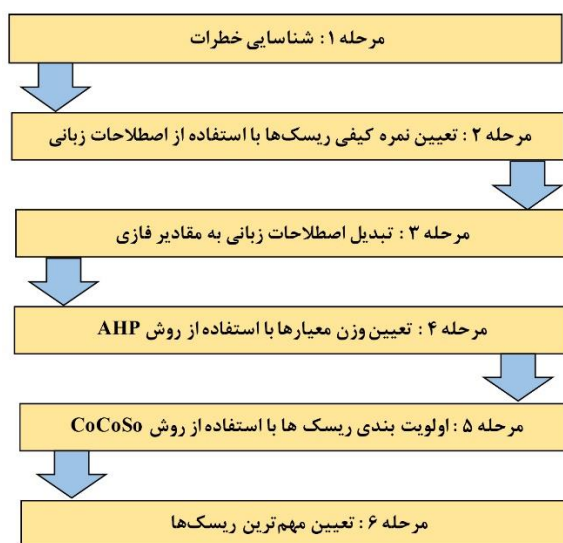 مرحله ۱: شناسایی خطرات
مرحله ۲: تعیین نمره کیفی ریسک‌ها با استفاده از اصطلاحات زبانی
مرحله ۳: تبدیل اصطلاحات زبانی به مقادیر فازی
مرحله ۴: تعیین وزن معیارها با استفاده از روش AHP
مرحله ۵: اولویت بندی ریسک ها با استفاده از روش CoCoSo
مرحله ۶: تعیین مهم‌ترین ریسک‌ها